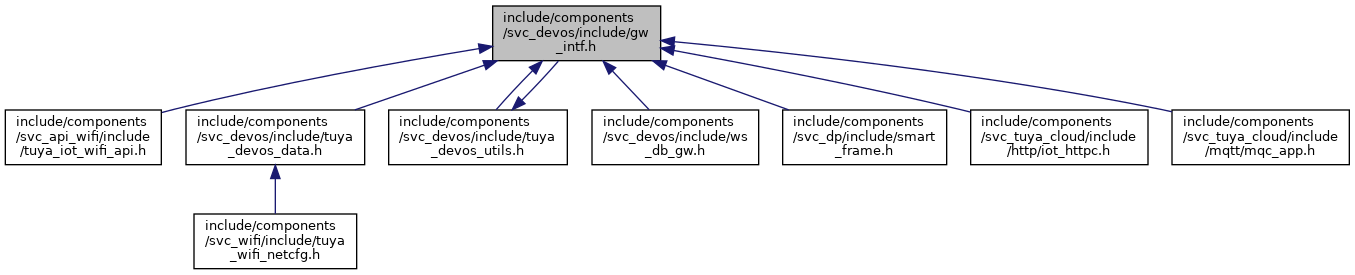 include/components
/svc_devos/include/gw
_intf.h
include/components
/svc_api_wifi/include
/tuya_iot_wifi_api.h
include/components
/svc_devos/include/tuya
_devos_data.h
include/components
/svc_devos/include/tuya
_devos_utils.h
include/components
/svc_devos/include/ws
_db_gw.h
include/components
/svc_dp/include/smart
_frame.h
include/components
/svc_tuya_cloud/include
/http/iot_httpc.h
include/components
/svc_tuya_cloud/include
/mqtt/mqc_app.h
include/components
/svc_wifi/include/tuya
_wifi_netcfg.h